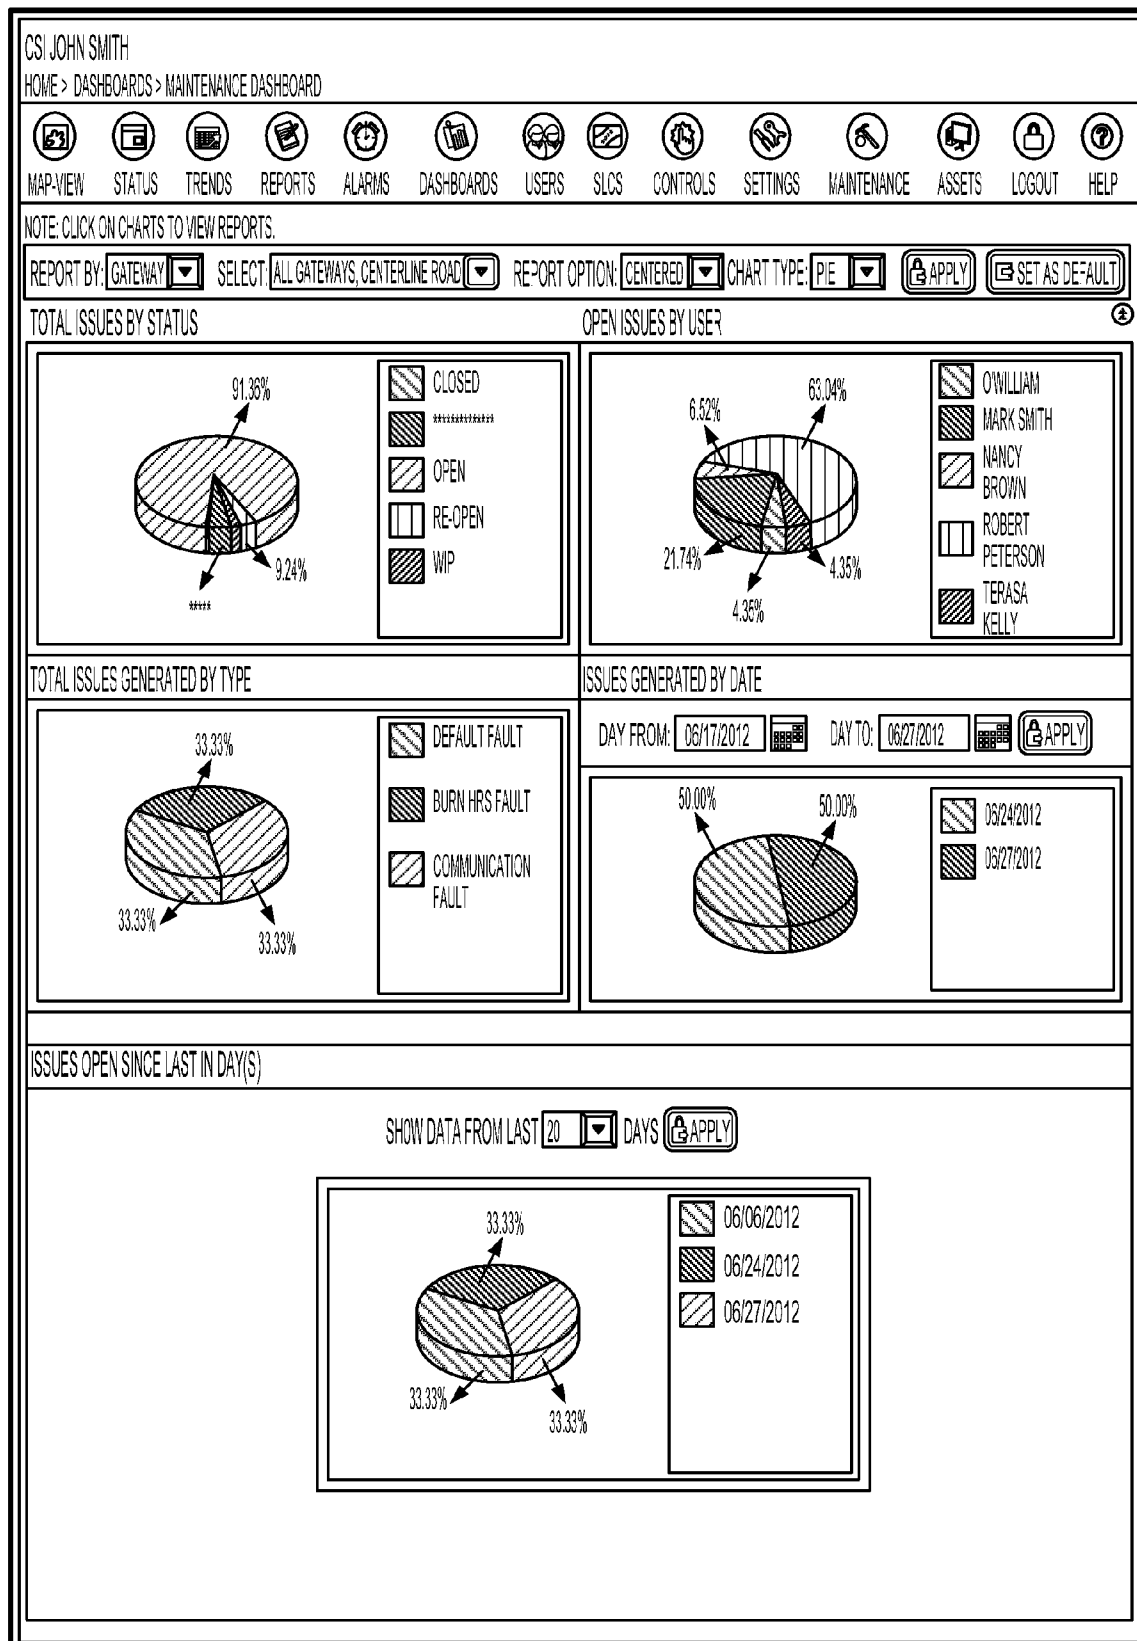 CSI JOHN SMITH
HOME > DASHBOARDS > MAINTENANCE DASHBOARD
MAP-VIEW STATUS TRENDS REPORTS ALARMS DASHBOARDS USERS SLCS CONTROLS SETTINGS MAINTENANCE ASSETS LOGOUT HELP
NOTE: CLICK ON CHARTS TO VIEW REPORTS.
REPORT BY: GATEWAY SELECT: ALL GATEWAYS, CENTERLINE ROAD REPORT OPTION: CENTERED CHART TYPE: PIE APPLY SET AS DEFAULT
TOTAL ISSUES BY STATUS
91.36%
9.24%
*****
CLOSED
**************
OPEN
RE-OPEN
WIP
OPEN ISSUES BY USER
63.04%
6.52%
21.74%
4.35%
4.35%
O'WILLIAM
MARK SMITH
NANCY
BROWN
ROBERT
PETERSON
TERASA
KELLY
TOTAL ISSUES GENERATED BY TYPE
33.33%
33.33%
33.33%
DEFAULT FAULT
BURN HRS FAULT
COMMUNICATION
FAULT
ISSUES GENERATED BY DATE
DAY FROM: 06/17/2012 DAY TO: 06/27/2012 APPLY
50.00%
50.00%
06/24/2012
06/27/2012
ISSUES OPEN SINCE LAST IN DAY(S)
SHOW DATA FROM LAST 20 DAYS APPLY
33.33%
33.33%
33.33%
06/06/2012
06/24/2012
06/27/2012